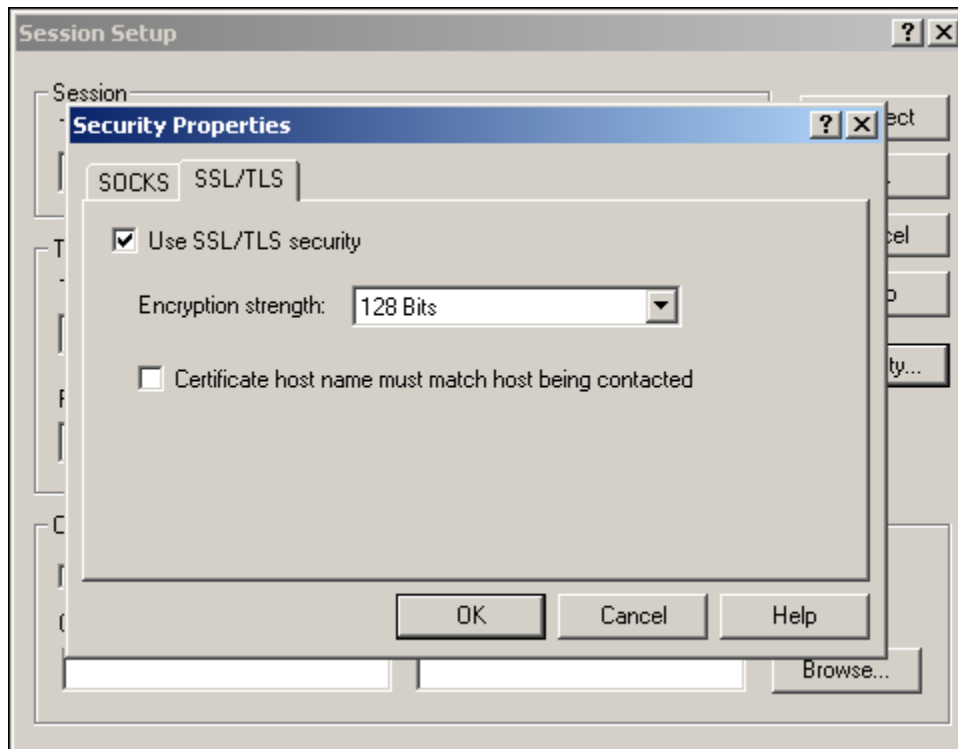 Session Setup
Session
Security Properties
SOCKS
SSL/TLS
Use SSL/TLS security
Encryption strength:
128 Bits
Certificate host name must match host being contacted
OK
Cancel
Help
Browse...